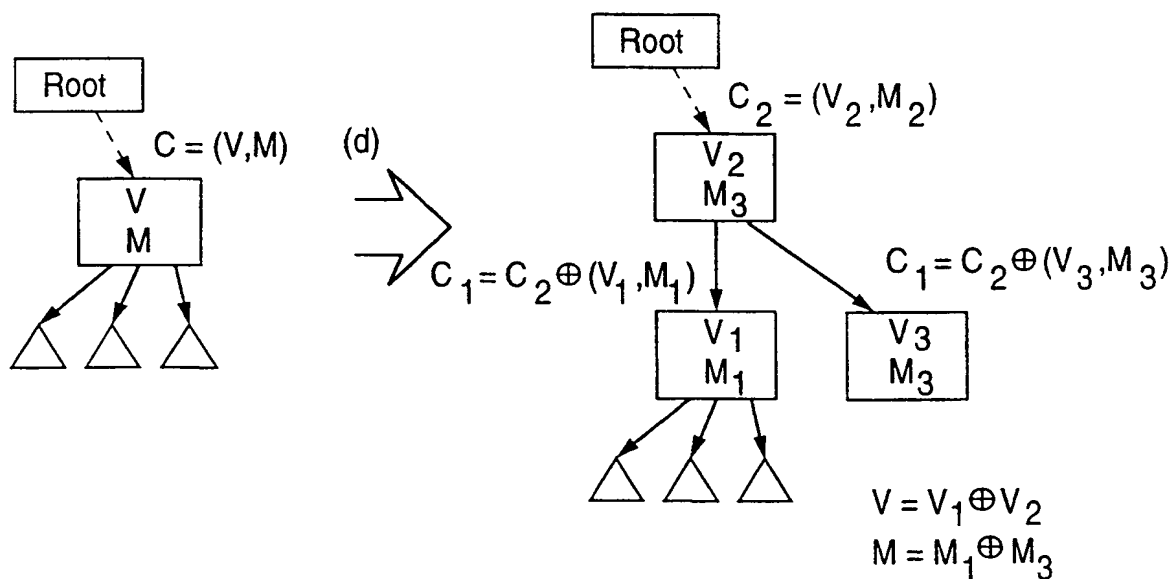 Root
C = (V,M)
V
M
(d)
Root
C₂ = (V₂,M₂)
V₂
M₃
C₁ = C₂ ⊕ (V₁,M₁)
C₁ = C₂ ⊕ (V₃,M₃)
V₁
M₁
V₃
M₃
V = V₁ ⊕ V₂
M = M₁ ⊕ M₃